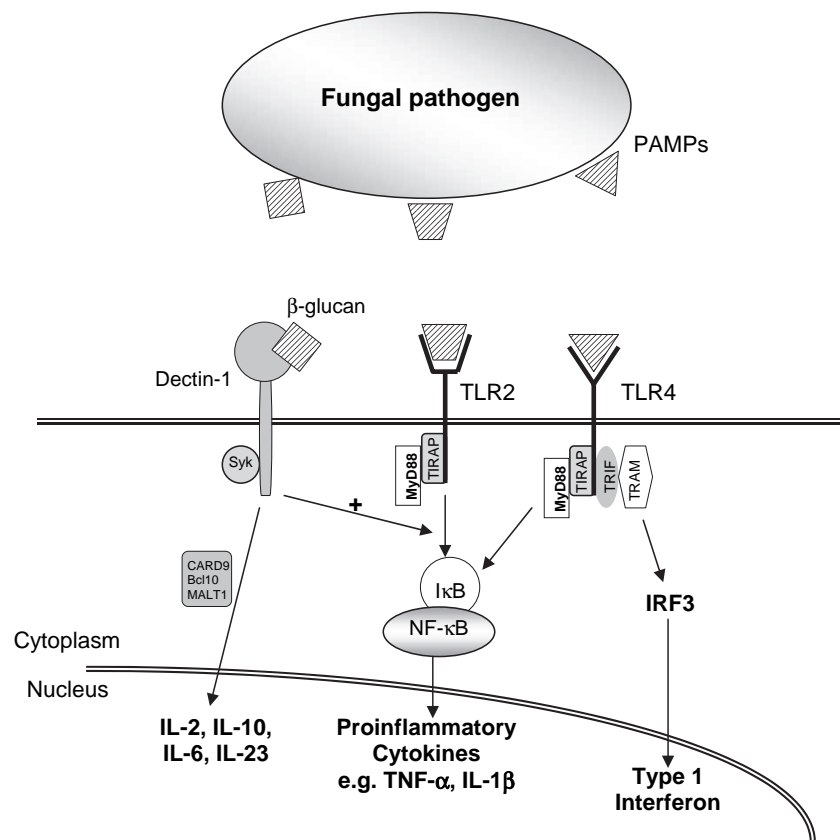 Fungal pathogen
PAMPs
β-glucan
Dectin-1
TLR2
TLR4
Syk
MyD88
TIRAP
MyD88
TIRAP
TRIF
TRAM
+
CARD9
Bcl10
MALT1
IκB
NF-κB
IRF3
Cytoplasm
Nucleus
IL-2, IL-10,
IL-6, IL-23
Proinflammatory
Cytokines
e.g. TNF-α, IL-1β
Type 1
Interferon